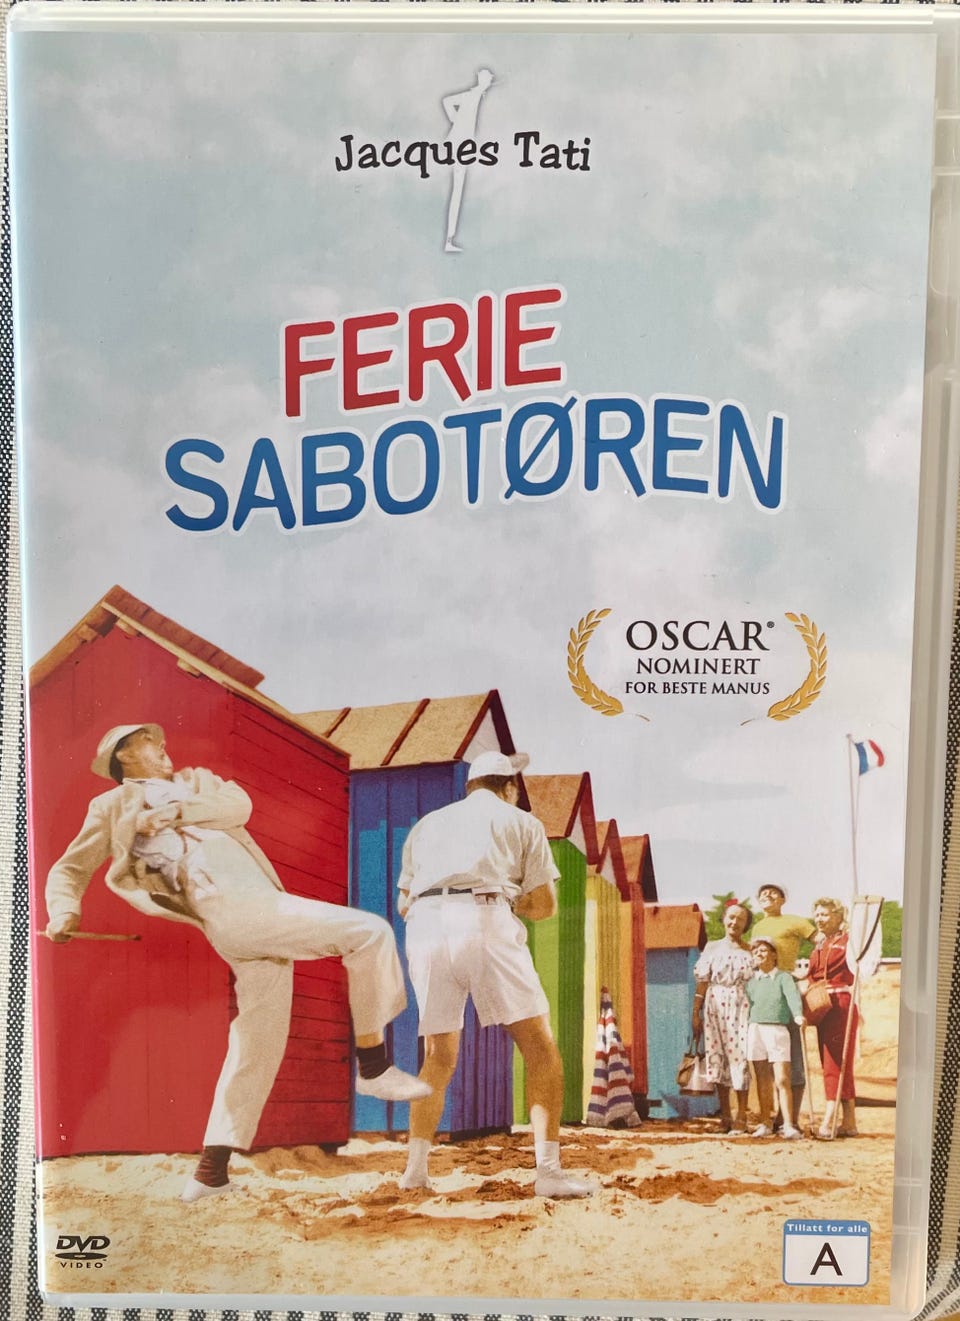 Jacques Tati
FERIE
SABOTØREN
OSCAR®
NOMINERT
FOR BESTE MANUS
DVD
VIDEO
Tillatt for alle
A